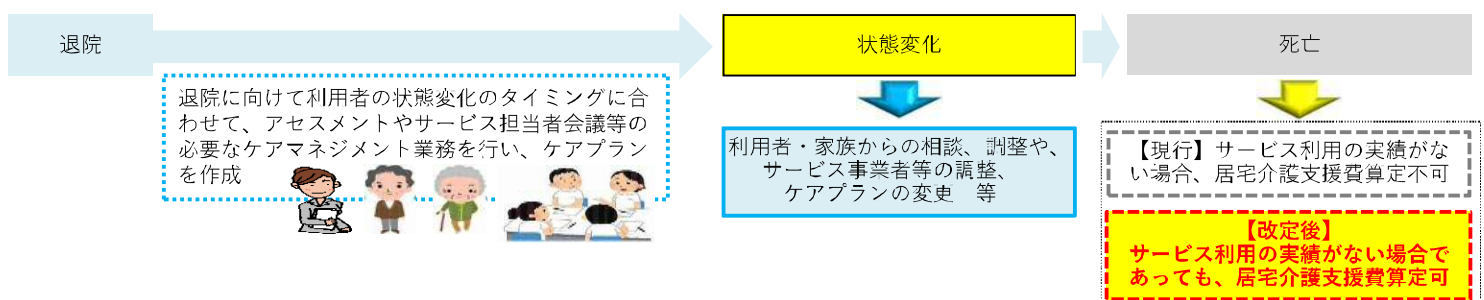 退院
状態変化
死亡
退院に向けて利用者の状態変化のタイミングに合
わせて、アセスメントやサービス担当者会議等の
必要なケアマネジメント業務を行い、ケアプラン
を作成
利用者・家族からの相談、調整や、
サービス事業者等の調整、
ケアプランの変更　等
【現行】サービス利用の実績がな
い場合、居宅介護支援費算定不可
【改定後】
サービス利用の実績がない場合で
あっても、居宅介護支援費算定可